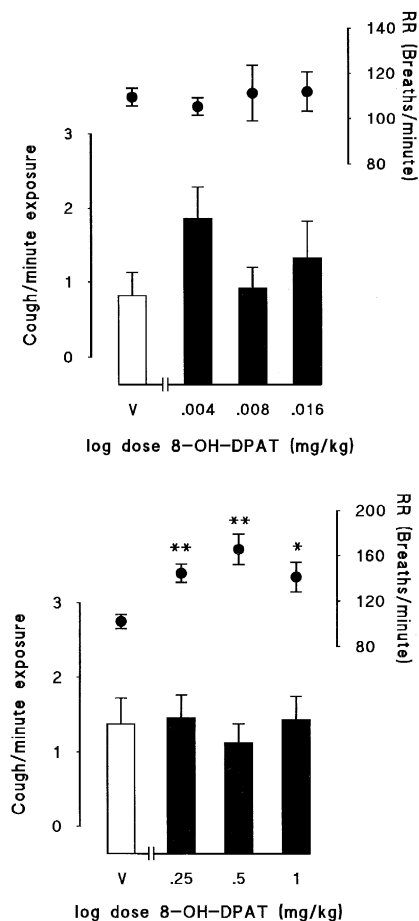 140
120
100
80
RR (Breaths/minute)
3
2
1
0
Cough/minute exposure
V .004 .008 .016
log dose 8-OH-DPAT (mg/kg)
200
160
120
80
RR (Breaths/minute)
** ** *
3
2
1
0
Cough/minute exposure
V .25 .5 1
log dose 8-OH-DPAT (mg/kg)